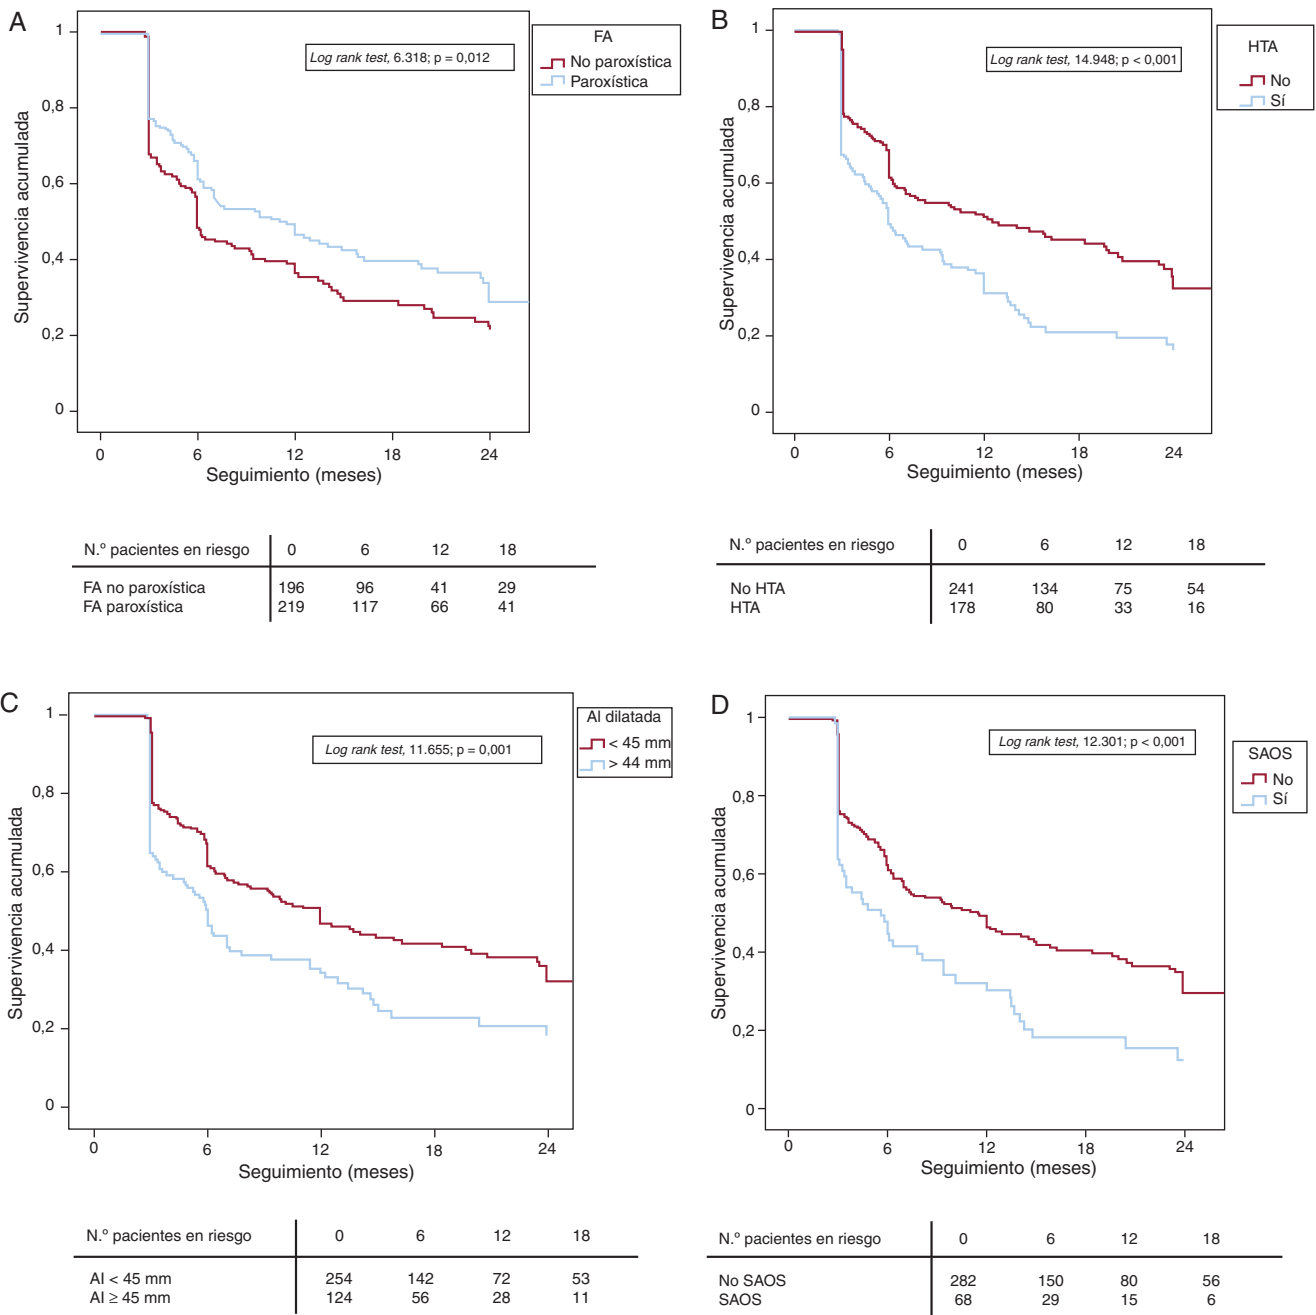 A
FA
No paroxística
Paroxística
Log rank test, 6.318; p = 0,012
Supervivencia acumulada
1
0,8
0,6
0,4
0,2
0
0 6 12 18 24
Seguimiento (meses)
N.º pacientes en riesgo 0 6 12 18
FA no paroxística 196 96 41 29
FA paroxística 219 117 66 41
B
HTA
No
Sí
Log rank test, 14.948; p < 0,001
Supervivencia acumulada
1
0,8
0,6
0,4
0,2
0
0 6 12 18 24
Seguimiento (meses)
N.º pacientes en riesgo 0 6 12 18
No HTA 241 134 75 54
HTA 178 80 33 16
C
AI dilatada
< 45 mm
> 44 mm
Log rank test, 11.655; p = 0,001
Supervivencia acumulada
1
0,8
0,6
0,4
0,2
0
0 6 12 18 24
Seguimiento (meses)
N.º pacientes en riesgo 0 6 12 18
AI < 45 mm 254 142 72 53
AI ≥ 45 mm 124 56 28 11
D
SAOS
No
Sí
Log rank test, 12.301; p < 0,001
Supervivencia acumulada
1
0,8
0,6
0,4
0,2
0
0 6 12 18 24
Seguimiento (meses)
N.º pacientes en riesgo 0 6 12 18
No SAOS 282 150 80 56
SAOS 68 29 15 6